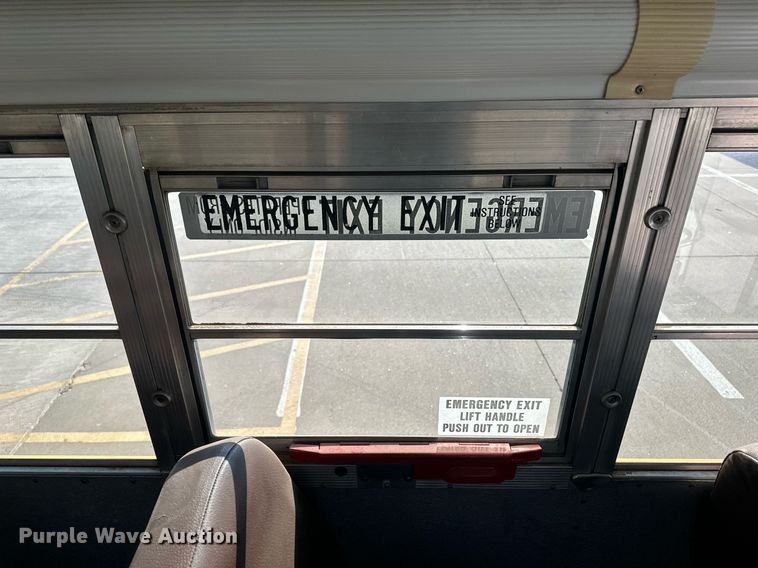 EMERGENCY EXIT
SEE
INSTRUCTIONS
BELOW
EMERGENCY EXIT
LIFT HANDLE
PUSH OUT TO OPEN
Purple Wave Auction